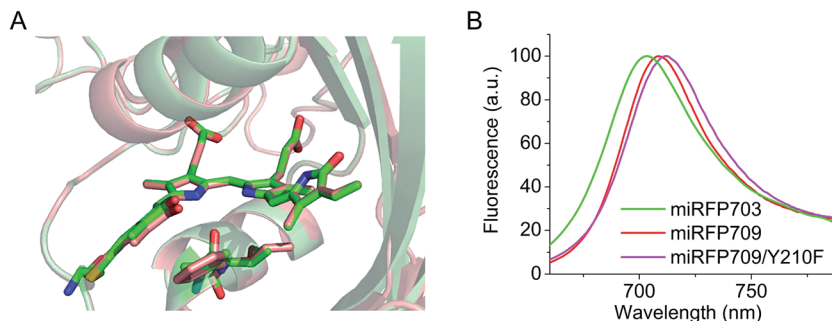 A
B
Fluorescence (a.u.)
100
80
60
40
20
0
miRFP703
miRFP709
miRFP709/Y210F
700
750
Wavelength (nm)